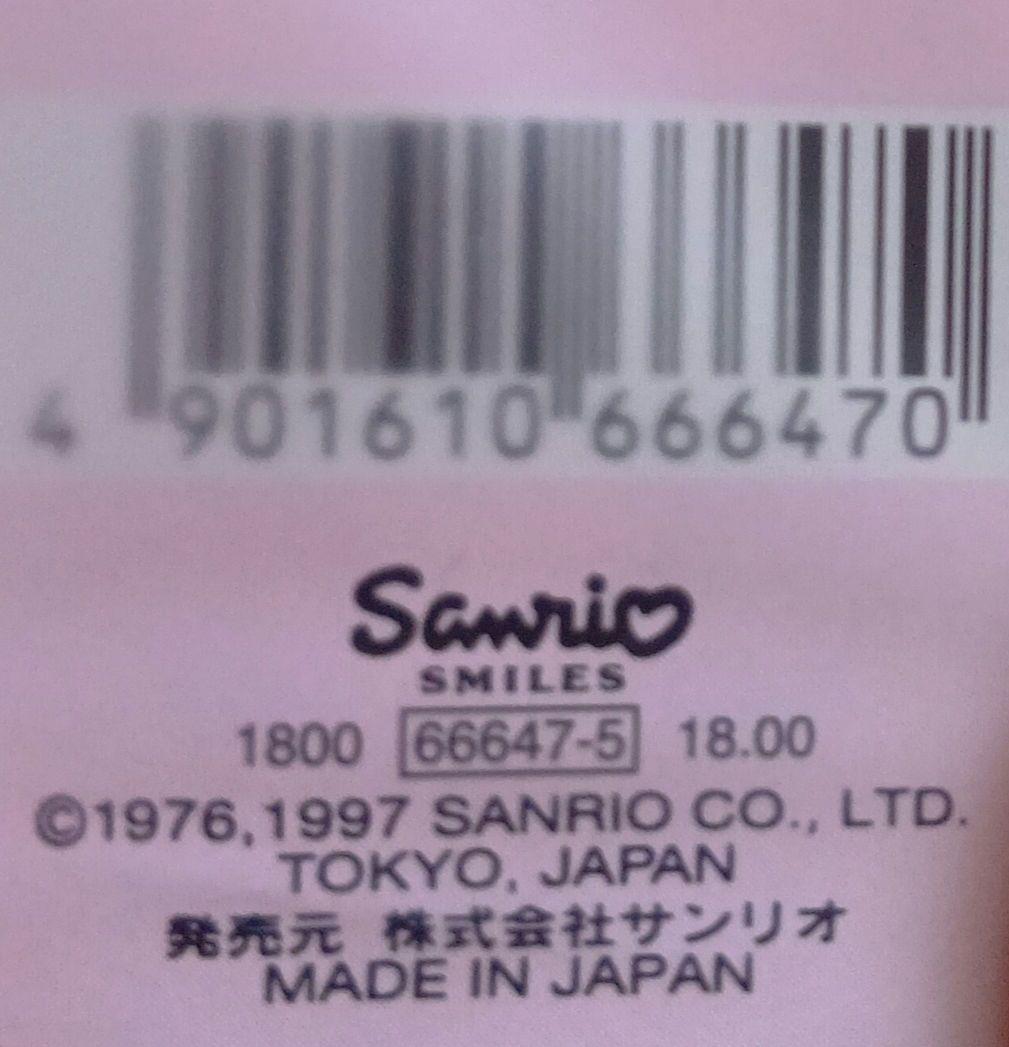 4 901610 666470
Sanrio
SMILES
1800 66647-5 18.00
©1976,1997 SANRIO CO., LTD.
TOKYO, JAPAN
発売元 株式会社サンリオ
MADE IN JAPAN